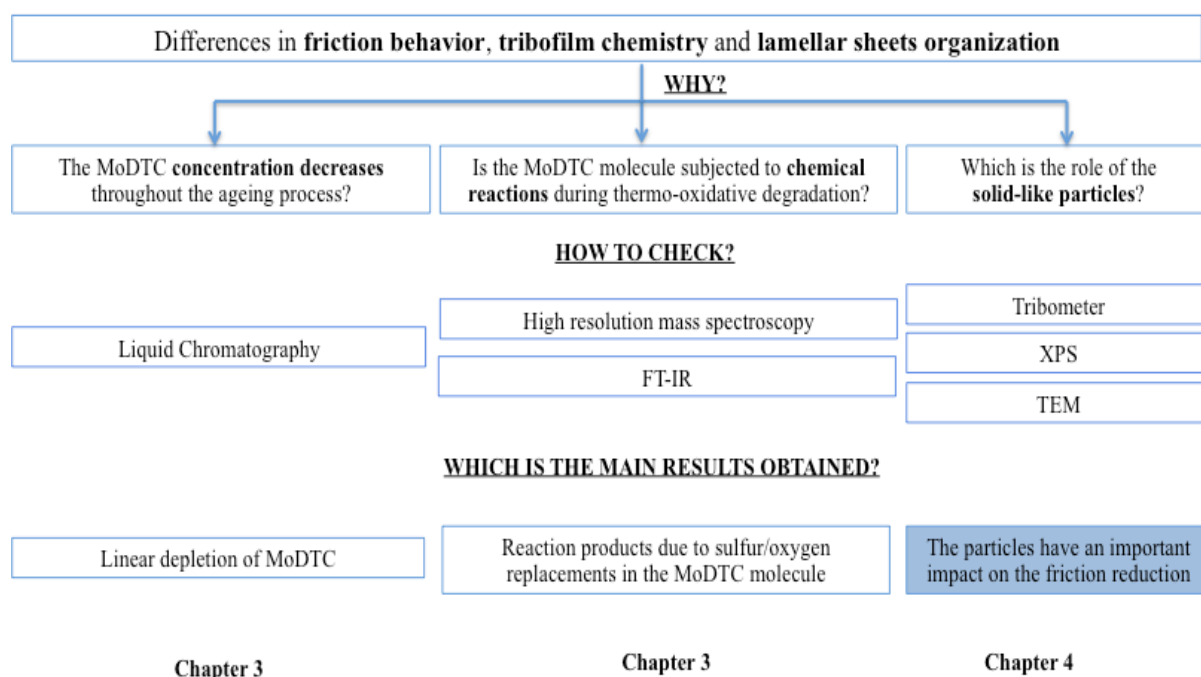 Differences in friction behavior, tribofilm chemistry and lamellar sheets organization
WHY?
The MoDTC concentration decreases
throughout the ageing process?
Is the MoDTC molecule subjected to chemical
reactions during thermo-oxidative degradation?
Which is the role of the
solid-like particles?
HOW TO CHECK?
Liquid Chromatography
High resolution mass spectroscopy
FT-IR
Tribometer
XPS
TEM
WHICH IS THE MAIN RESULTS OBTAINED?
Linear depletion of MoDTC
Reaction products due to sulfur/oxygen
replacements in the MoDTC molecule
The particles have an important
impact on the friction reduction
Chapter 3
Chapter 3
Chapter 4